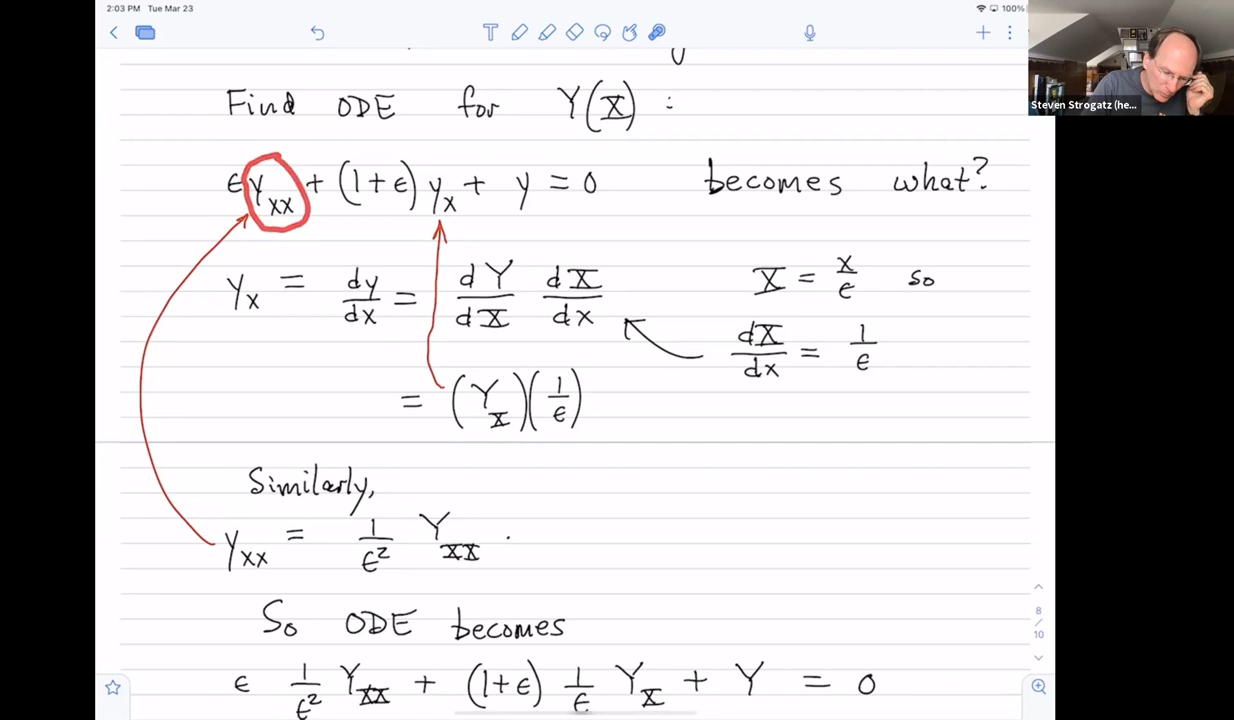 2:03 PM Tue Mar 23
100%
Steven Strogatz (he...
Find ODE for Y(X) :
ϵy_xx + (1+ϵ) y_x + y = 0 becomes what?
y_x = dy/dx = dY/dX dX/dx
X = x/ϵ so
dX/dx = 1/ϵ
= (Y_X)(1/ϵ)
Similarly,
y_xx = 1/ϵ² Y_XX .
So ODE becomes
ϵ 1/ϵ² Y_XX + (1+ϵ) 1/ϵ Y_X + Y = 0
8
/
10